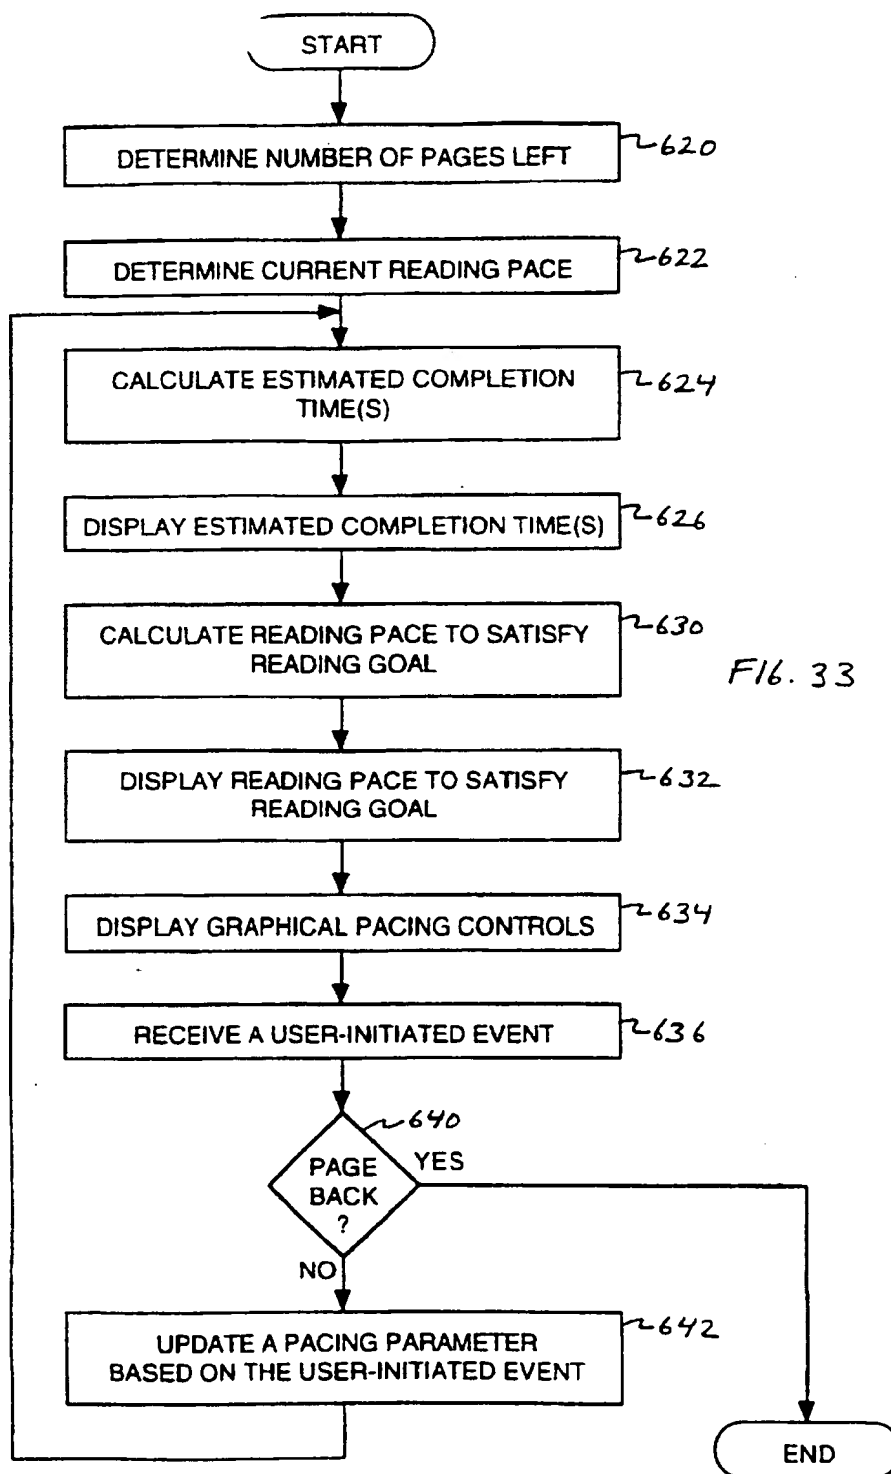 START
DETERMINE NUMBER OF PAGES LEFT
620
DETERMINE CURRENT READING PACE
622
CALCULATE ESTIMATED COMPLETION
TIME(S)
624
DISPLAY ESTIMATED COMPLETION TIME(S)
626
CALCULATE READING PACE TO SATISFY
READING GOAL
630
FIG. 33
DISPLAY READING PACE TO SATISFY
READING GOAL
632
DISPLAY GRAPHICAL PACING CONTROLS
634
RECEIVE A USER-INITIATED EVENT
636
640
PAGE
BACK
?
YES
NO
UPDATE A PACING PARAMETER
BASED ON THE USER-INITIATED EVENT
642
END